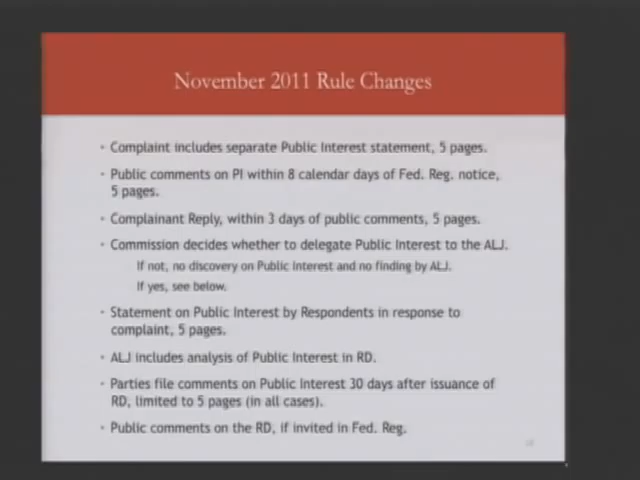 November 2011 Rule Changes
Complaint includes separate Public Interest statement, 5 pages.
Public comments on PI within 8 calendar days of Fed. Reg. notice,
5 pages.
Complainant Reply, within 3 days of public comments, 5 pages.
Commission decides whether to delegate Public Interest to the ALJ.
If not, no discovery on Public Interest and no finding by ALJ.
If yes, see below.
Statement on Public Interest by Respondents in response to
complaint, 5 pages.
ALJ includes analysis of Public Interest in RD.
Parties file comments on Public Interest 30 days after issuance of
RD, limited to 5 pages (in all cases).
Public comments on the RD, if invited in Fed. Reg.